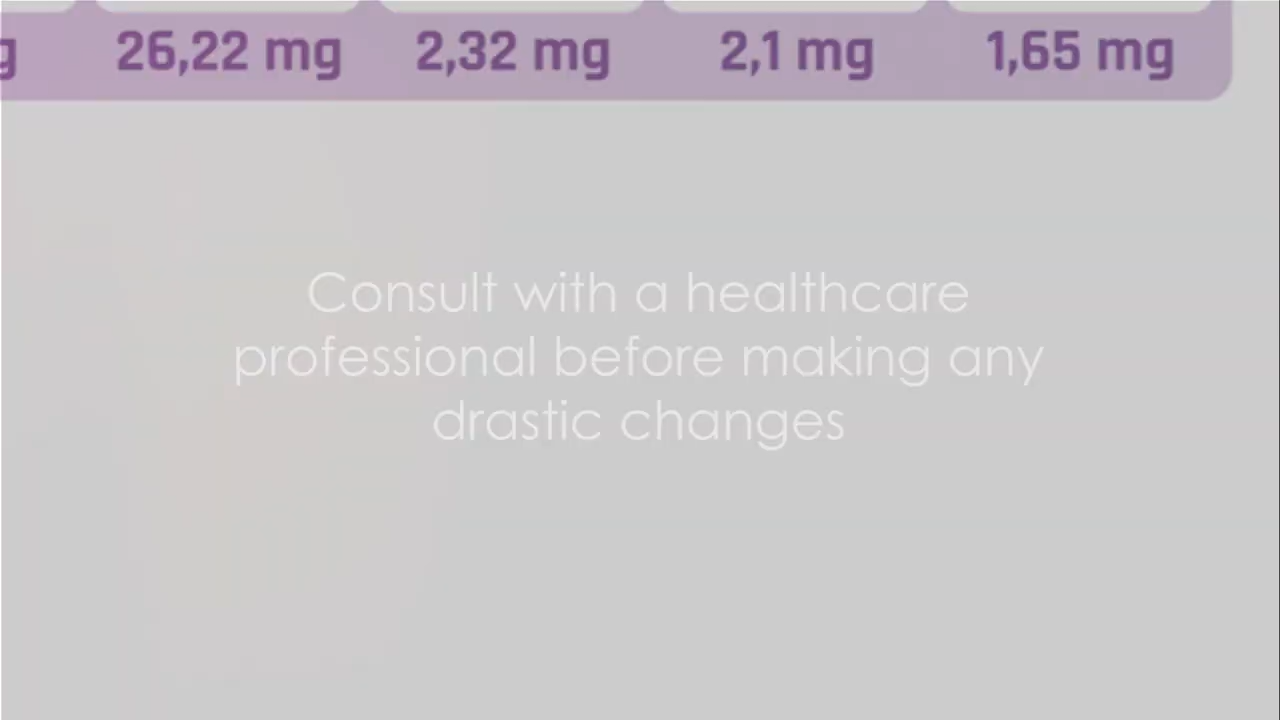 26,22 mg 2,32 mg 2,1 mg 1,65 mg
Consult with a healthcare
professional before making any
drastic changes